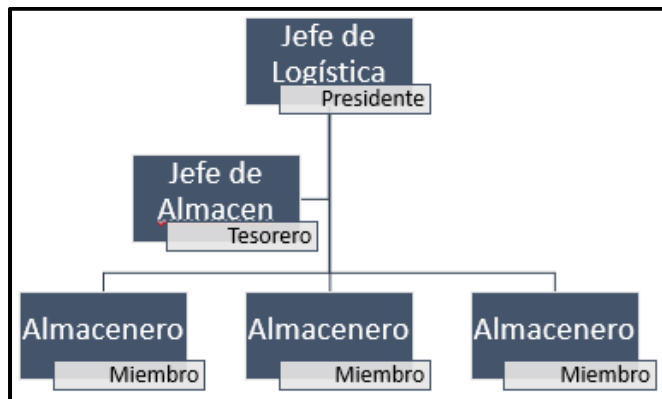 Jefe de
Logística
Presidente
Jefe de
Almacen
Tesorero
Almacenero
Miembro
Almacenero
Miembro
Almacenero
Miembro